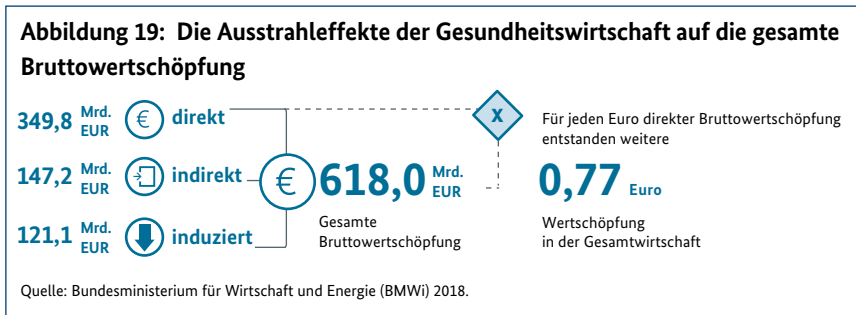 Abbildung 19: Die Ausstrahleffekte der Gesundheitswirtschaft auf die gesamte
Bruttowertschöpfung
349,8 Mrd. EUR € direkt
147,2 Mrd. EUR indirekt
121,1 Mrd. EUR induziert
€ 618,0 Mrd. EUR
Gesamte
Bruttowertschöpfung
X
Für jeden Euro direkter Bruttowertschöpfung
entstanden weitere
0,77 Euro
Wertschöpfung
in der Gesamtwirtschaft
Quelle: Bundesministerium für Wirtschaft und Energie (BMWi) 2018.